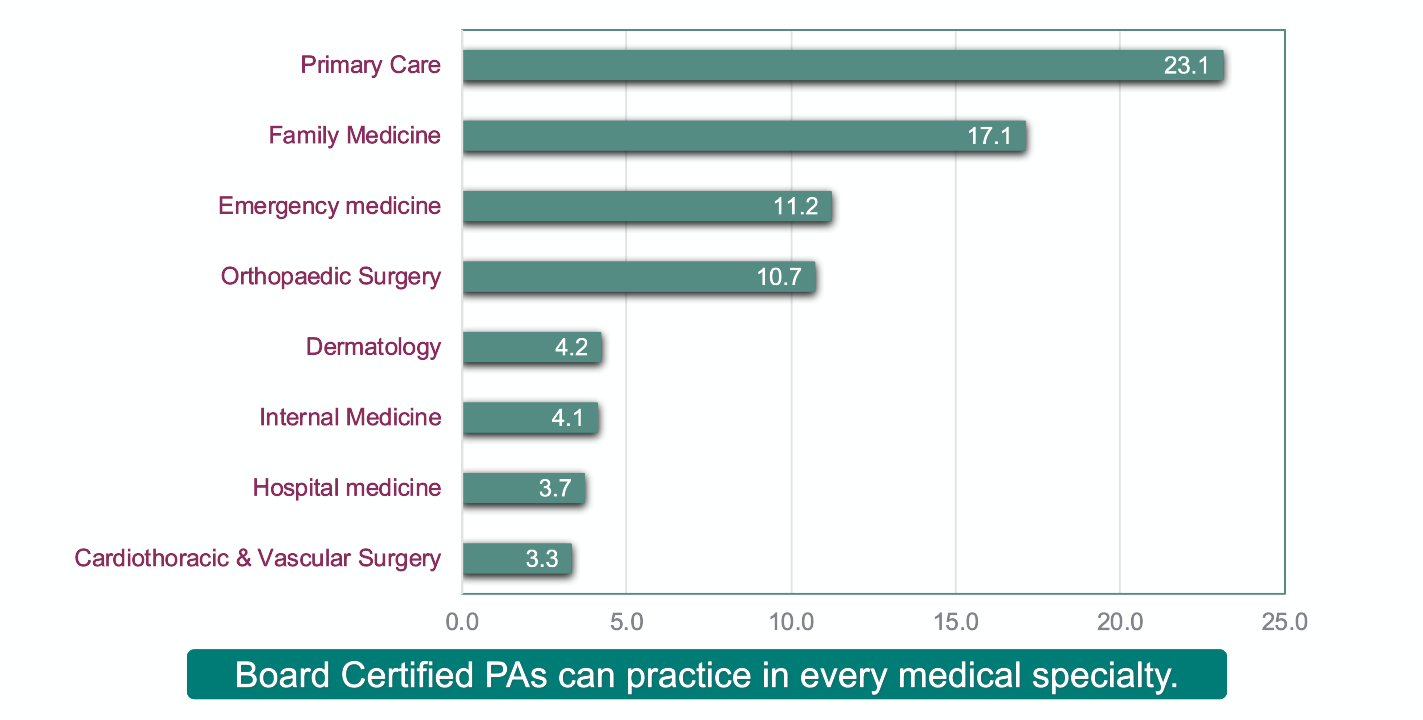 Primary Care 23.1
Family Medicine 17.1
Emergency medicine 11.2
Orthopaedic Surgery 10.7
Dermatology 4.2
Internal Medicine 4.1
Hospital medicine 3.7
Cardiothoracic & Vascular Surgery 3.3
0.0 5.0 10.0 15.0 20.0 25.0
Board Certified PAs can practice in every medical specialty.